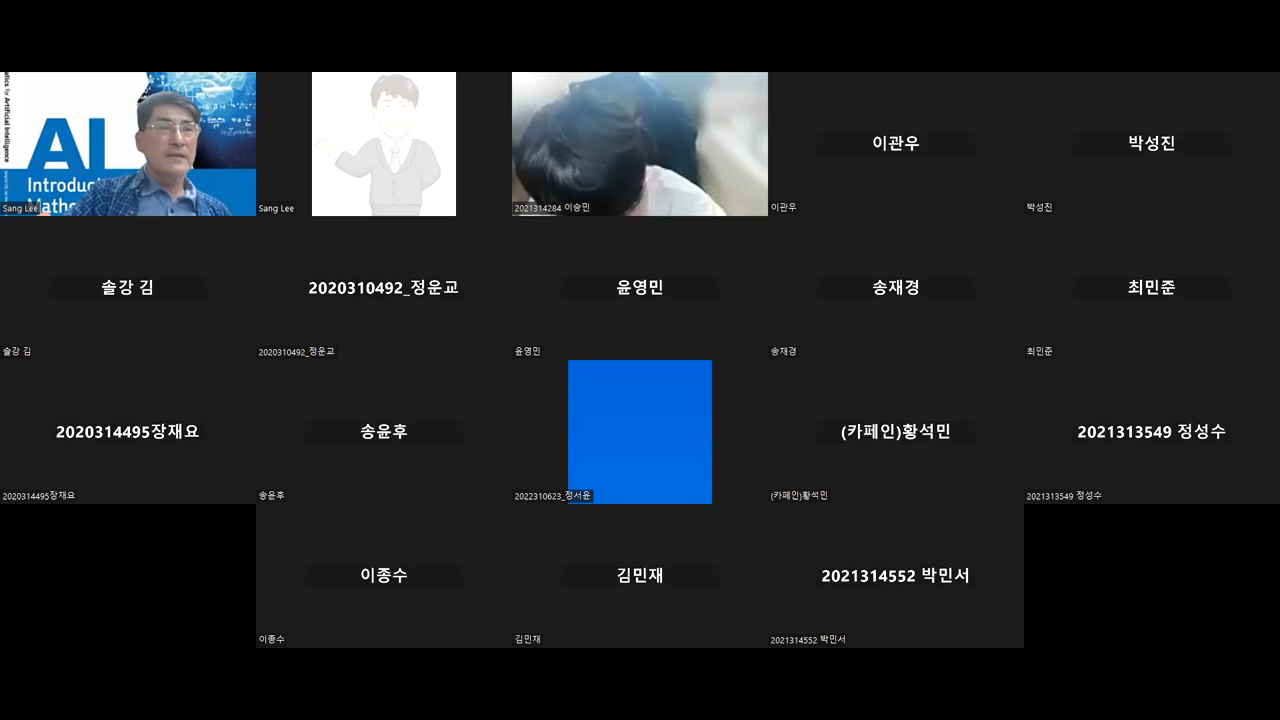 atics for Artificial Intelligence
AI
Introduc
Mathe
Sang Lee
Sang Lee
2021314284 이승민
이관우
이관우
박성진
박성진
솔강 김
솔강 김
2020310492_정운교
2020310492_정운교
윤영민
윤영민
송재경
송재경
최민준
최민준
2020314495장재요
2020314495장재요
송윤후
송윤후
2022310623_정서윤
(카페인)황석민
(카페인)황석민
2021313549 정성수
2021313549 정성수
이종수
이종수
김민재
김민재
2021314552 박민서
2021314552 박민서